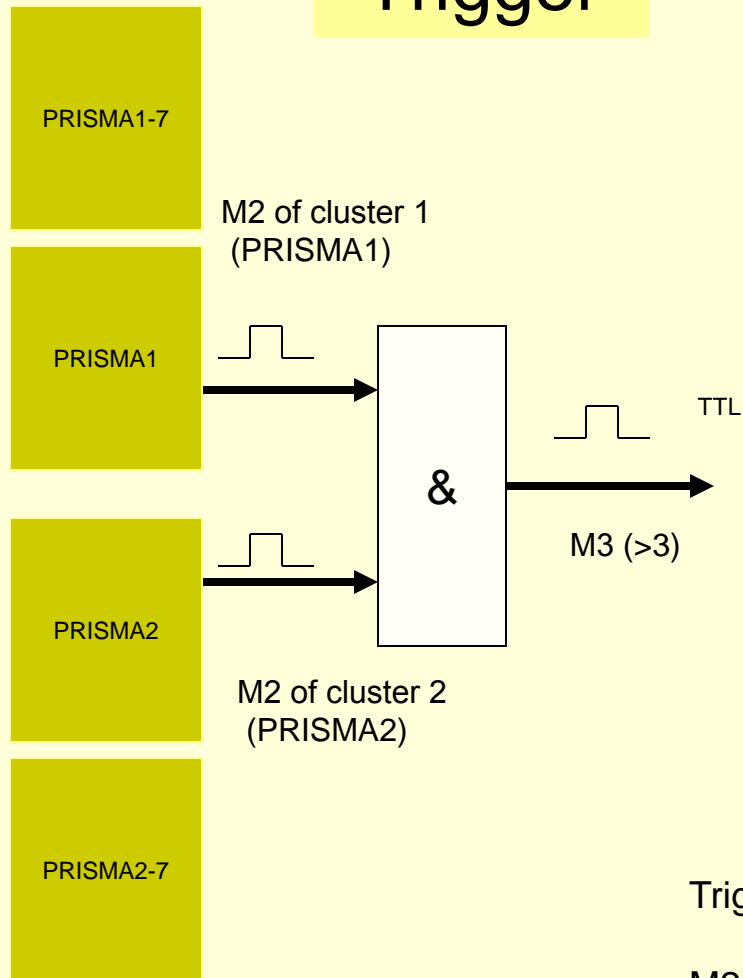 Trigger
PRISMA1-7
M2 of cluster 1
(PRISMA1)
PRISMA1
TTL
&
M3 (>3)
PRISMA2
M2 of cluster 2
(PRISMA2)
PRISMA2-7
Trig